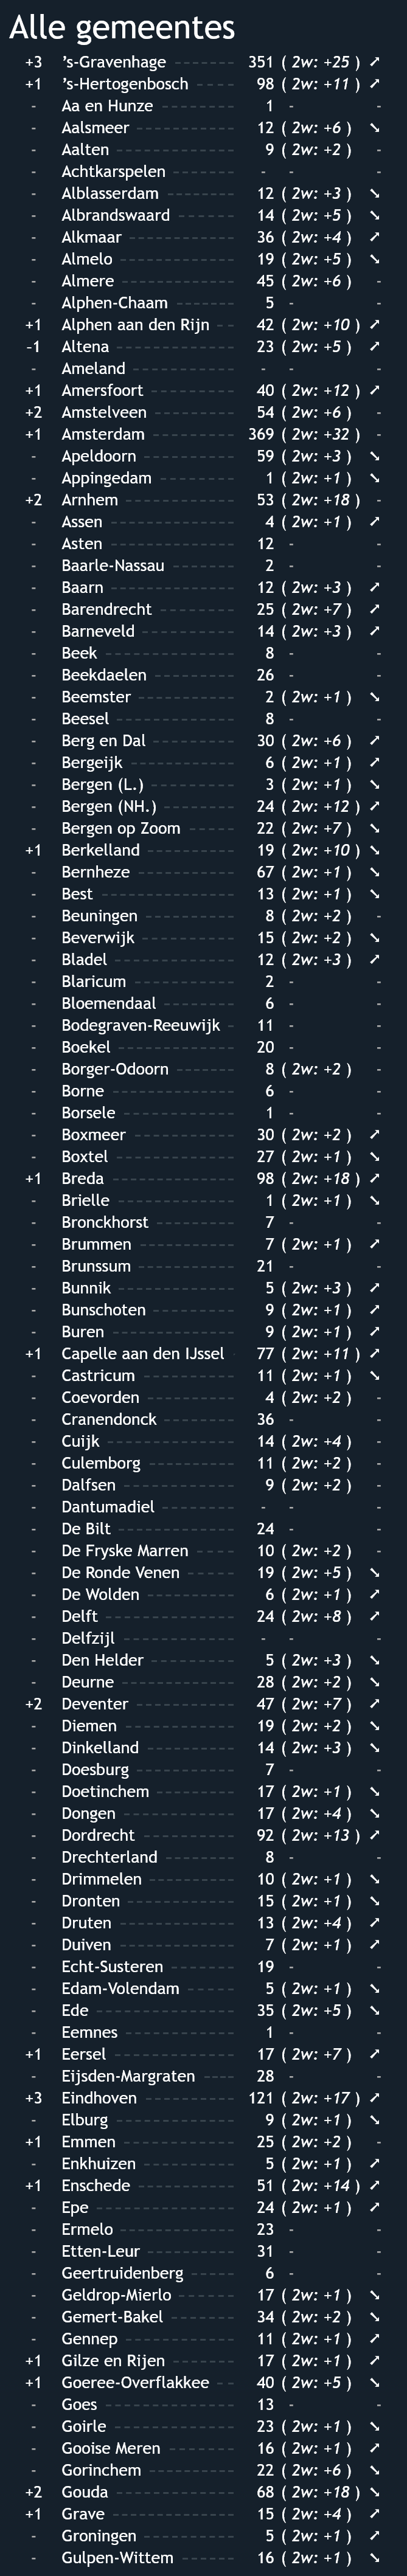 Alle gemeentes
+3 's-Gravenhage 351 ( 2w: +25 ) ↗
+1 's-Hertogenbosch 98 ( 2w: +11 ) ↗
- Aa en Hunze 1 - -
- Aalsmeer 12 ( 2w: +6 ) ↘
- Aalten 9 ( 2w: +2 ) -
- Achtkarspelen - - -
- Alblasserdam 12 ( 2w: +3 ) ↘
- Albrandswaard 14 ( 2w: +5 ) ↘
- Alkmaar 36 ( 2w: +4 ) ↗
- Almelo 19 ( 2w: +5 ) ↘
- Almere 45 ( 2w: +6 ) -
- Alphen-Chaam 5 - -
+1 Alphen aan den Rijn 42 ( 2w: +10 ) ↗
-1 Altena 23 ( 2w: +5 ) ↗
- Ameland - - -
+1 Amersfoort 40 ( 2w: +12 ) ↗
+2 Amstelveen 54 ( 2w: +6 ) -
+1 Amsterdam 369 ( 2w: +32 ) -
- Apeldoorn 59 ( 2w: +3 ) ↘
- Appingedam 1 ( 2w: +1 ) ↘
+2 Arnhem 53 ( 2w: +18 ) -
- Assen 4 ( 2w: +1 ) ↗
- Asten 12 - -
- Baarle-Nassau 2 - -
- Baarn 12 ( 2w: +3 ) ↗
- Barendrecht 25 ( 2w: +7 ) ↗
- Barneveld 14 ( 2w: +3 ) ↗
- Beek 8 - -
- Beekdaelen 26 - -
- Beemster 2 ( 2w: +1 ) ↘
- Beesel 8 - -
- Berg en Dal 30 ( 2w: +6 ) ↗
- Bergeijk 6 ( 2w: +1 ) ↗
- Bergen (L.) 3 ( 2w: +1 ) ↘
- Bergen (NH.) 24 ( 2w: +12 ) ↗
- Bergen op Zoom 22 ( 2w: +7 ) ↘
+1 Berkelland 19 ( 2w: +10 ) ↘
- Bernheze 67 ( 2w: +1 ) ↘
- Best 13 ( 2w: +1 ) ↘
- Beuningen 8 ( 2w: +2 ) -
- Beverwijk 15 ( 2w: +2 ) ↘
- Bladel 12 ( 2w: +3 ) ↗
- Blaricum 2 - -
- Bloemendaal 6 - -
- Bodegraven-Reeuwijk 11 - -
- Boekel 20 - -
- Borger-Odoorn 8 ( 2w: +2 ) -
- Borne 6 - -
- Borsele 1 - -
- Boxmeer 30 ( 2w: +2 ) ↗
- Boxtel 27 ( 2w: +1 ) ↘
+1 Breda 98 ( 2w: +18 ) ↗
- Brielle 1 ( 2w: +1 ) ↘
- Bronckhorst 7 - -
- Brummen 7 ( 2w: +1 ) ↗
- Brunssum 21 - -
- Bunnik 5 ( 2w: +3 ) ↗
- Bunschoten 9 ( 2w: +1 ) ↗
- Buren 9 ( 2w: +1 ) ↗
+1 Capelle aan den IJssel 77 ( 2w: +11 ) ↗
- Castricum 11 ( 2w: +1 ) ↘
- Coevorden 4 ( 2w: +2 ) -
- Cranendonck 36 - -
- Cuijk 14 ( 2w: +4 ) -
- Culemborg 11 ( 2w: +2 ) -
- Dalfsen 9 ( 2w: +2 ) -
- Dantumadiel - - -
- De Bilt 24 - -
- De Fryske Marren 10 ( 2w: +2 ) -
- De Ronde Venen 19 ( 2w: +5 ) ↘
- De Wolden 6 ( 2w: +1 ) ↗
- Delft 24 ( 2w: +8 ) ↗
- Delfzijl - - -
- Den Helder 5 ( 2w: +3 ) ↘
- Deurne 28 ( 2w: +2 ) ↘
+2 Deventer 47 ( 2w: +7 ) ↗
- Diemen 19 ( 2w: +2 ) ↘
- Dinkelland 14 ( 2w: +3 ) ↘
- Doesburg 7 - -
- Doetinchem 17 ( 2w: +1 ) ↘
- Dongen 17 ( 2w: +4 ) ↘
- Dordrecht 92 ( 2w: +13 ) ↗
- Drechterland 8 - -
- Drimmelen 10 ( 2w: +1 ) ↘
- Dronten 15 ( 2w: +1 ) ↘
- Druten 13 ( 2w: +4 ) ↗
- Duiven 7 ( 2w: +1 ) ↗
- Echt-Susteren 19 - -
- Edam-Volendam 5 ( 2w: +1 ) ↘
- Ede 35 ( 2w: +5 ) ↘
- Eemnes 1 - -
+1 Eersel 17 ( 2w: +7 ) ↗
- Eijsden-Margraten 28 - -
+3 Eindhoven 121 ( 2w: +17 ) ↗
- Elburg 9 ( 2w: +1 ) ↘
+1 Emmen 25 ( 2w: +2 ) -
- Enkhuizen 5 ( 2w: +1 ) ↗
+1 Enschede 51 ( 2w: +14 ) ↗
- Epe 24 ( 2w: +1 ) ↗
- Ermelo 23 - -
- Etten-Leur 31 - -
- Geertruidenberg 6 - -
- Geldrop-Mierlo 17 ( 2w: +1 ) ↘
- Gemert-Bakel 34 ( 2w: +2 ) ↘
- Gennep 11 ( 2w: +1 ) ↗
+1 Gilze en Rijen 17 ( 2w: +1 ) ↗
+1 Goeree-Overflakkee 40 ( 2w: +5 ) ↘
- Goes 13 - -
- Goirle 23 ( 2w: +1 ) ↘
- Gooise Meren 16 ( 2w: +1 ) ↗
- Gorinchem 22 ( 2w: +6 ) ↘
+2 Gouda 68 ( 2w: +18 ) ↘
+1 Grave 15 ( 2w: +4 ) ↗
- Groningen 5 ( 2w: +1 ) ↗
- Gulpen-Wittem 16 ( 2w: +1 ) ↘